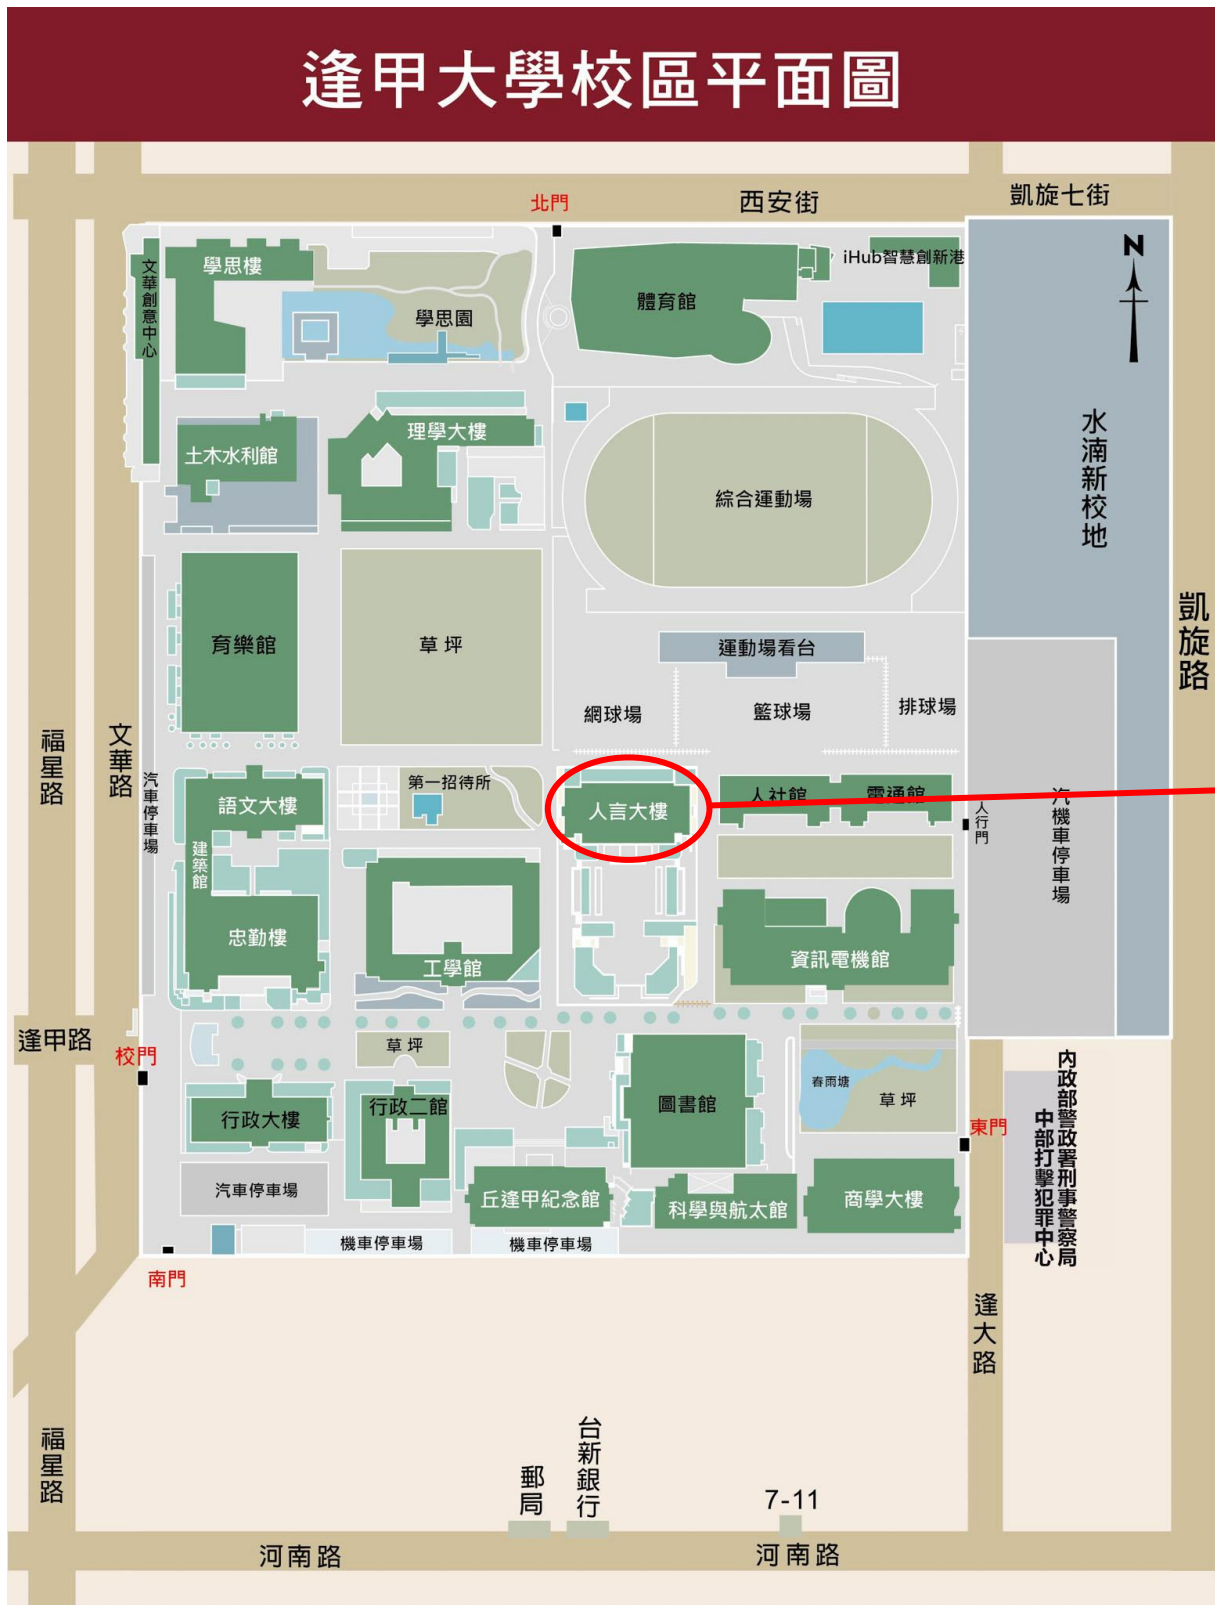 逢甲大學校區平面圖
北門
西安街
凱旋七街
學思樓
文華創意中心
學思園
體育館
iHub智慧創新港
N
土木水利館
理學大樓
綜合運動場
水湳新校地
育樂館
草坪
運動場看台
網球場
籃球場
排球場
凱旋路
福星路
文華路
汽車停車場
語文大樓
第一招待所
人言大樓
人社館
電通館
人行門
汽機車停車場
建築館
忠勤樓
工學館
資訊電機館
逢甲路
校門
草坪
行政大樓
行政二館
圖書館
春雨塘
草坪
東門
內政部警政署刑事警察局
中部打擊犯罪中心
汽車停車場
丘逢甲紀念館
科學與航太館
商學大樓
機車停車場
機車停車場
南門
逢大路
福星路
郵局
台新銀行
7-11
河南路
河南路